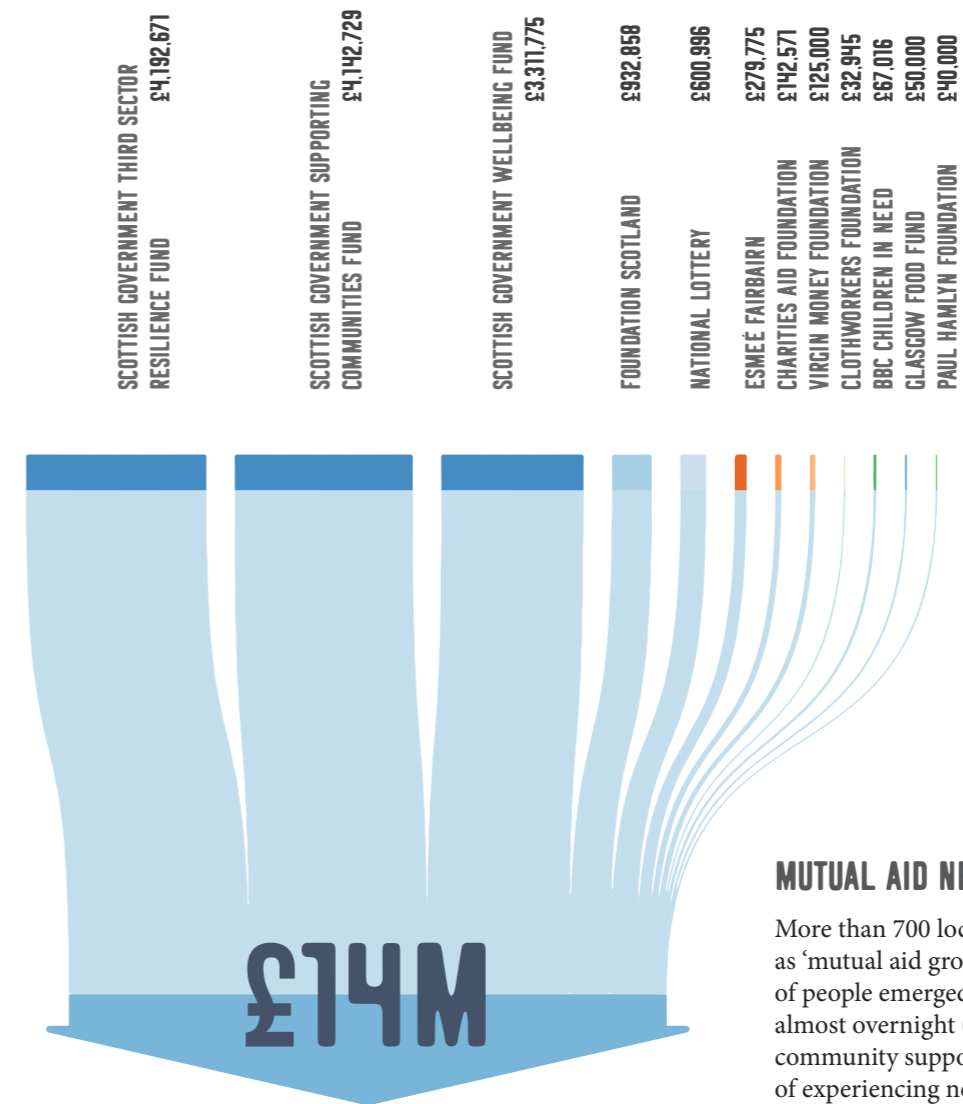 SCOTTISH GOVERNMENT THIRD SECTOR
RESILIENCE FUND
£4,192,671
SCOTTISH GOVERNMENT SUPPORTING
COMMUNITIES FUND
£4,142,729
SCOTTISH GOVERNMENT WELLBEING FUND
£3,311,775
FOUNDATION SCOTLAND
£932,858
NATIONAL LOTTERY
£600,996
ESMEÉ FAIRBAIRN
£279,775
CHARITIES AID FOUNDATION
£142,571
VIRGIN MONEY FOUNDATION
£125,000
CLOTHWORKERS FOUNDATION
£32,945
BBC CHILDREN IN NEED
£67,016
GLASGOW FOOD FUND
£50,000
PAUL HAMLYN FOUNDATION
£40,000
£14M
MUTUAL AID
More than 700
as ‘mutual aid
of people emerged
almost overnight
community
of experiencing